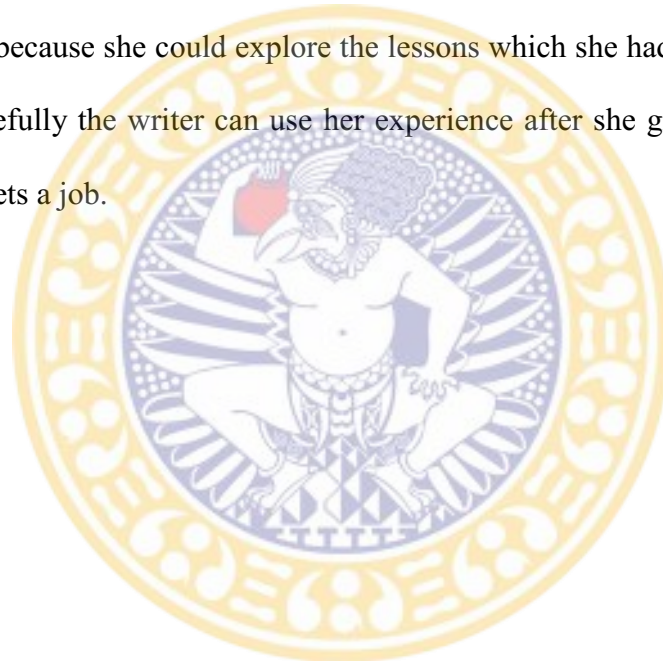 because she could explore the lessons which she had
efully the writer can use her experience after she g
ets a job.